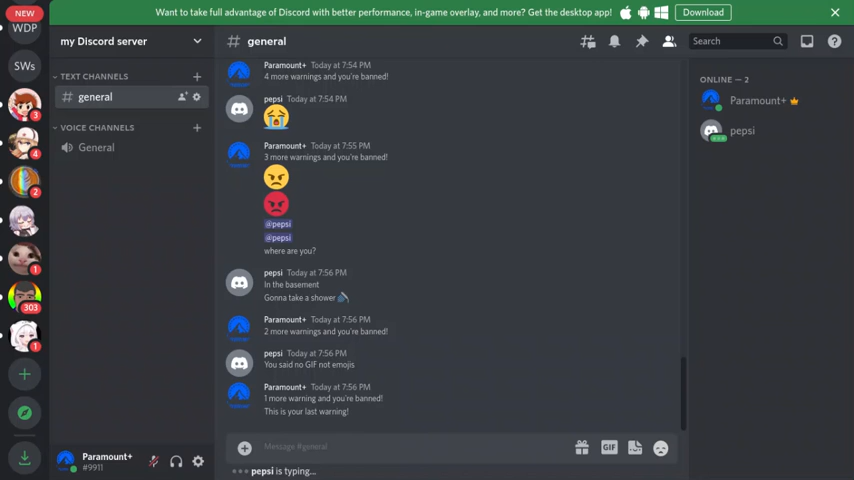 NEW
Want to take full advantage of Discord with better performance, in-game overlay, and more? Get the desktop app!
Download
WDP
my Discord server
# general
Search
SWs
TEXT CHANNELS
# general
VOICE CHANNELS
General
3
4
2
1
303
1
Paramount+ Today at 7:54 PM
4 more warnings and you're banned!
pepsi Today at 7:54 PM
Paramount+ Today at 7:55 PM
3 more warnings and you're banned!
@pepsi
@pepsi
where are you?
pepsi Today at 7:56 PM
In the basement
Gonna take a shower
Paramount+ Today at 7:56 PM
2 more warnings and you're banned!
pepsi Today at 7:56 PM
You said no GIF not emojis
Paramount+ Today at 7:56 PM
1 more warning and you're banned!
This is your last warning!
Message #general
GIF
pepsi is typing...
ONLINE — 2
Paramount+
pepsi
Paramount+
#9911